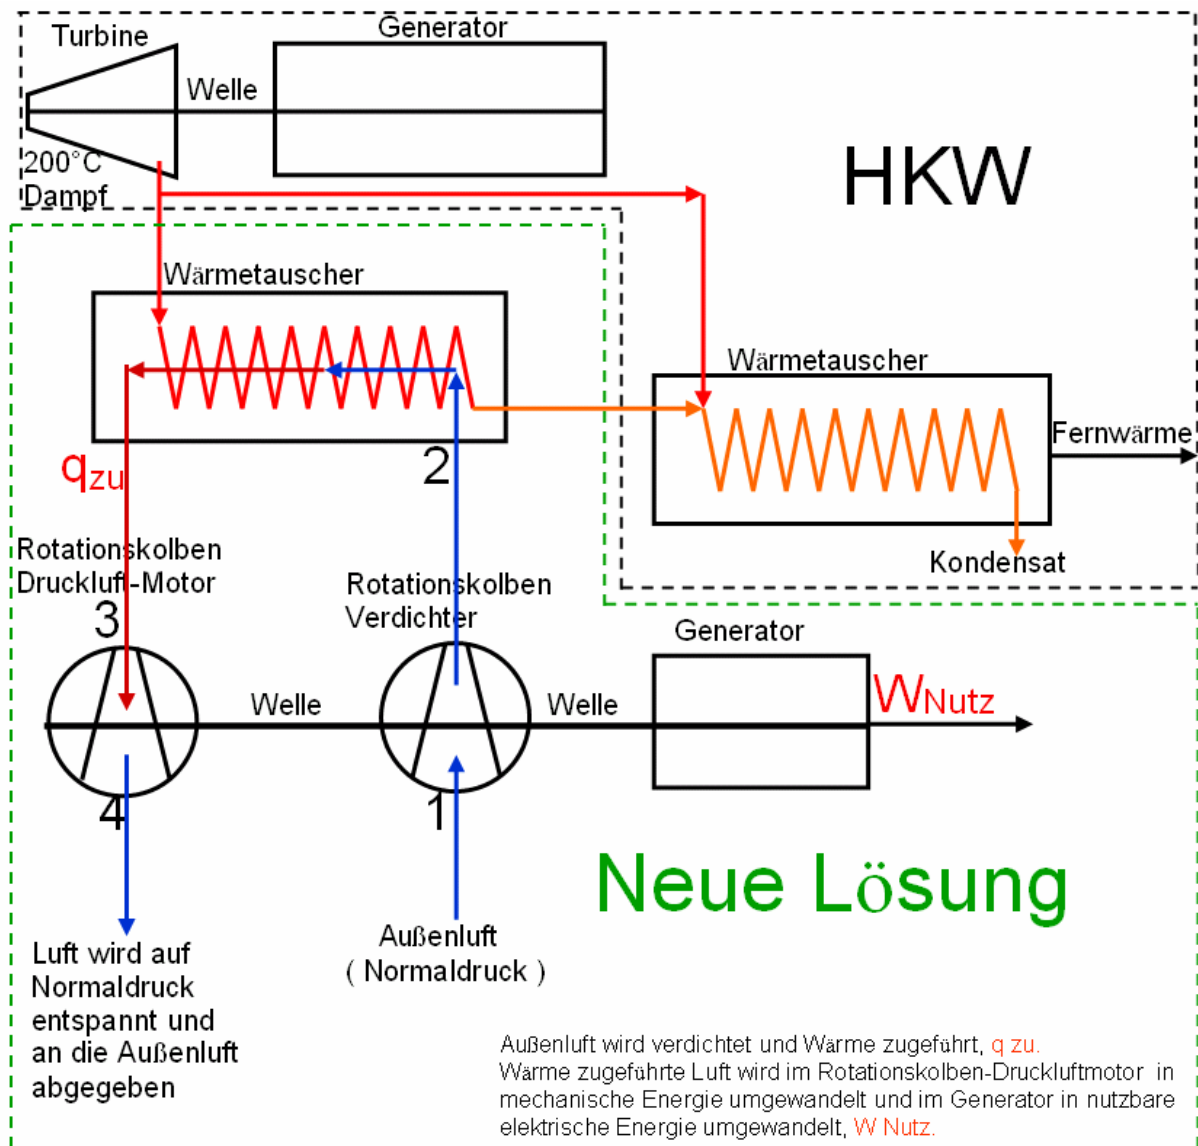 Turbine
Generator
Welle
200°C
Dampf
HKW
Wärmetauscher
Wärmetauscher
Fernwärme
qzu
2
Kondensat
Rotationskolben
Druckluft-Motor
3
Rotationskolben
Verdichter
Generator
Welle
Welle
WNutz
4
1
Neue Lösung
Luft wird auf
Normaldruck
entspannt und
an die Außenluft
abgegeben
Außenluft
( Normaldruck )
Außenluft wird verdichtet und Wärme zugeführt, q zu.
Wärme zugeführte Luft wird im Rotationskolben-Druckluftmotor in
mechanische Energie umgewandelt und im Generator in nutzbare
elektrische Energie umgewandelt, W Nutz.